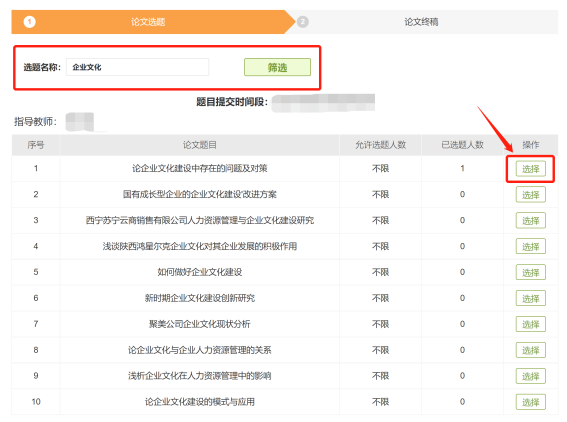 1 论文选题 2 论文终稿
选题名称: 企业文化 筛选
题目提交时间段:
指导教师:
序号 论文题目 允许选题人数 已选题人数 操作
1 论企业文化建设中存在的问题及对策 不限 1 选择
2 国有成长型企业的企业文化建设'改进方案 不限 0 选择
3 西宁苏宁云商销售有限公司人力资源管理与企业文化建设研究 不限 0 选择
4 浅谈陕西鸿星尔克企业文化对其企业发展的积极作用 不限 0 选择
5 如何做好企业文化建设 不限 0 选择
6 新时期企业文化建设创新研究 不限 0 选择
7 聚美公司企业文化现状分析 不限 0 选择
8 论企业文化与企业人力资源管理的关系 不限 0 选择
9 浅析企业文化在人力资源管理中的影响 不限 0 选择
10 论企业文化建设的模式与应用 不限 0 选择